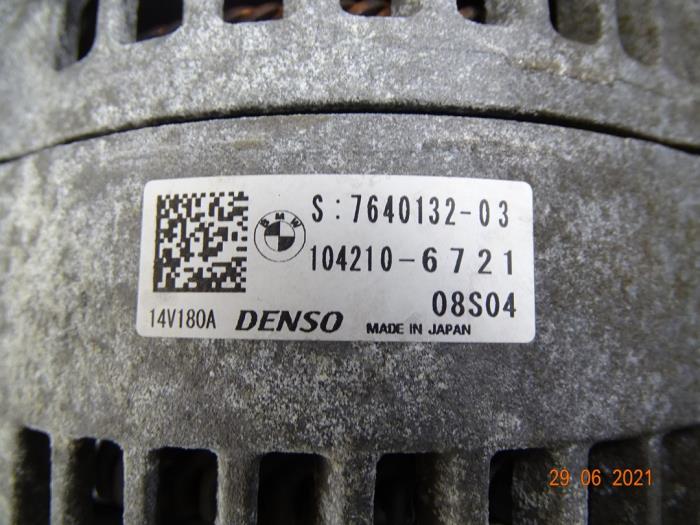 S:7640132-03
BMW
104210-6721
08S04
14V180A DENSO MADE IN JAPAN
29 06 2021